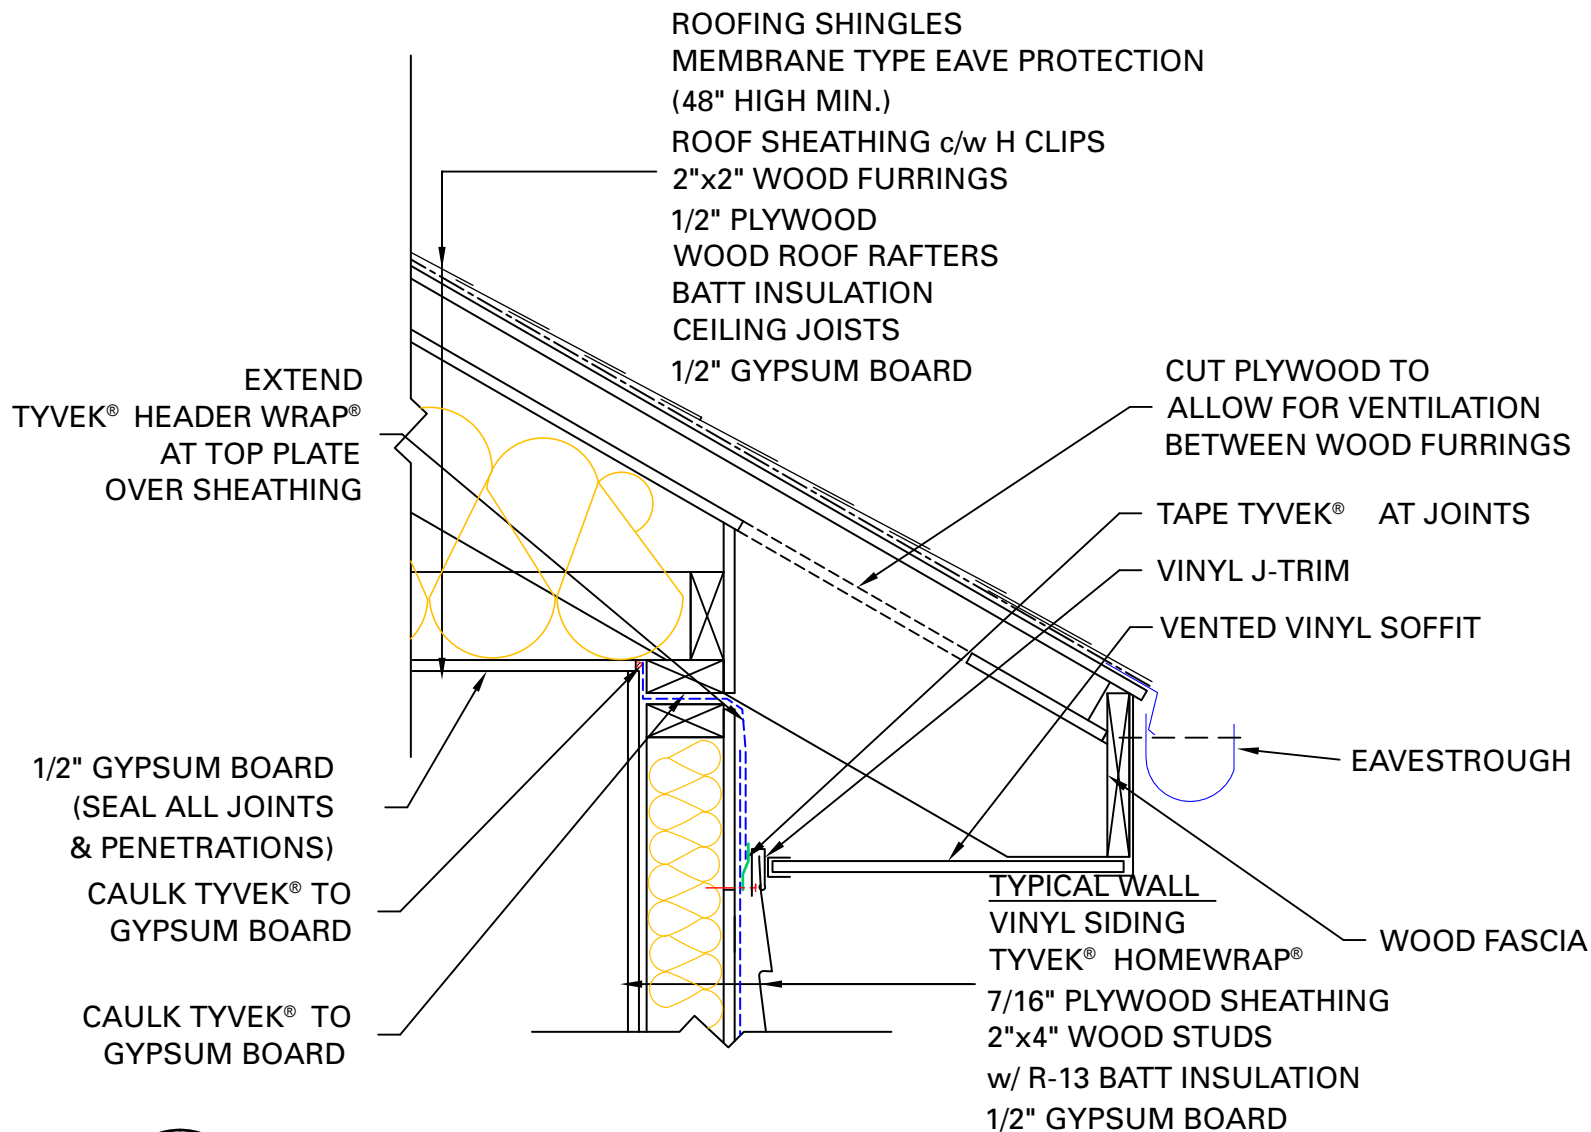 ROOFING SHINGLES
MEMBRANE TYPE EAVE PROTECTION
(48" HIGH MIN.)
ROOF SHEATHING c/w H CLIPS
2"x2" WOOD FURRINGS
1/2" PLYWOOD
WOOD ROOF RAFTERS
BATT INSULATION
CEILING JOISTS
1/2" GYPSUM BOARD
EXTEND
TYVEK® HEADER WRAP®
AT TOP PLATE
OVER SHEATHING
CUT PLYWOOD TO
ALLOW FOR VENTILATION
BETWEEN WOOD FURRINGS
TAPE TYVEK® AT JOINTS
VINYL J-TRIM
VENTED VINYL SOFFIT
EAVESTROUGH
1/2" GYPSUM BOARD
(SEAL ALL JOINTS
& PENETRATIONS)
CAULK TYVEK® TO
GYPSUM BOARD
CAULK TYVEK® TO
GYPSUM BOARD
WOOD FASCIA
TYPICAL WALL
VINYL SIDING
TYVEK® HOMEWRAP®
7/16" PLYWOOD SHEATHING
2"x4" WOOD STUDS
w/ R-13 BATT INSULATION
1/2" GYPSUM BOARD